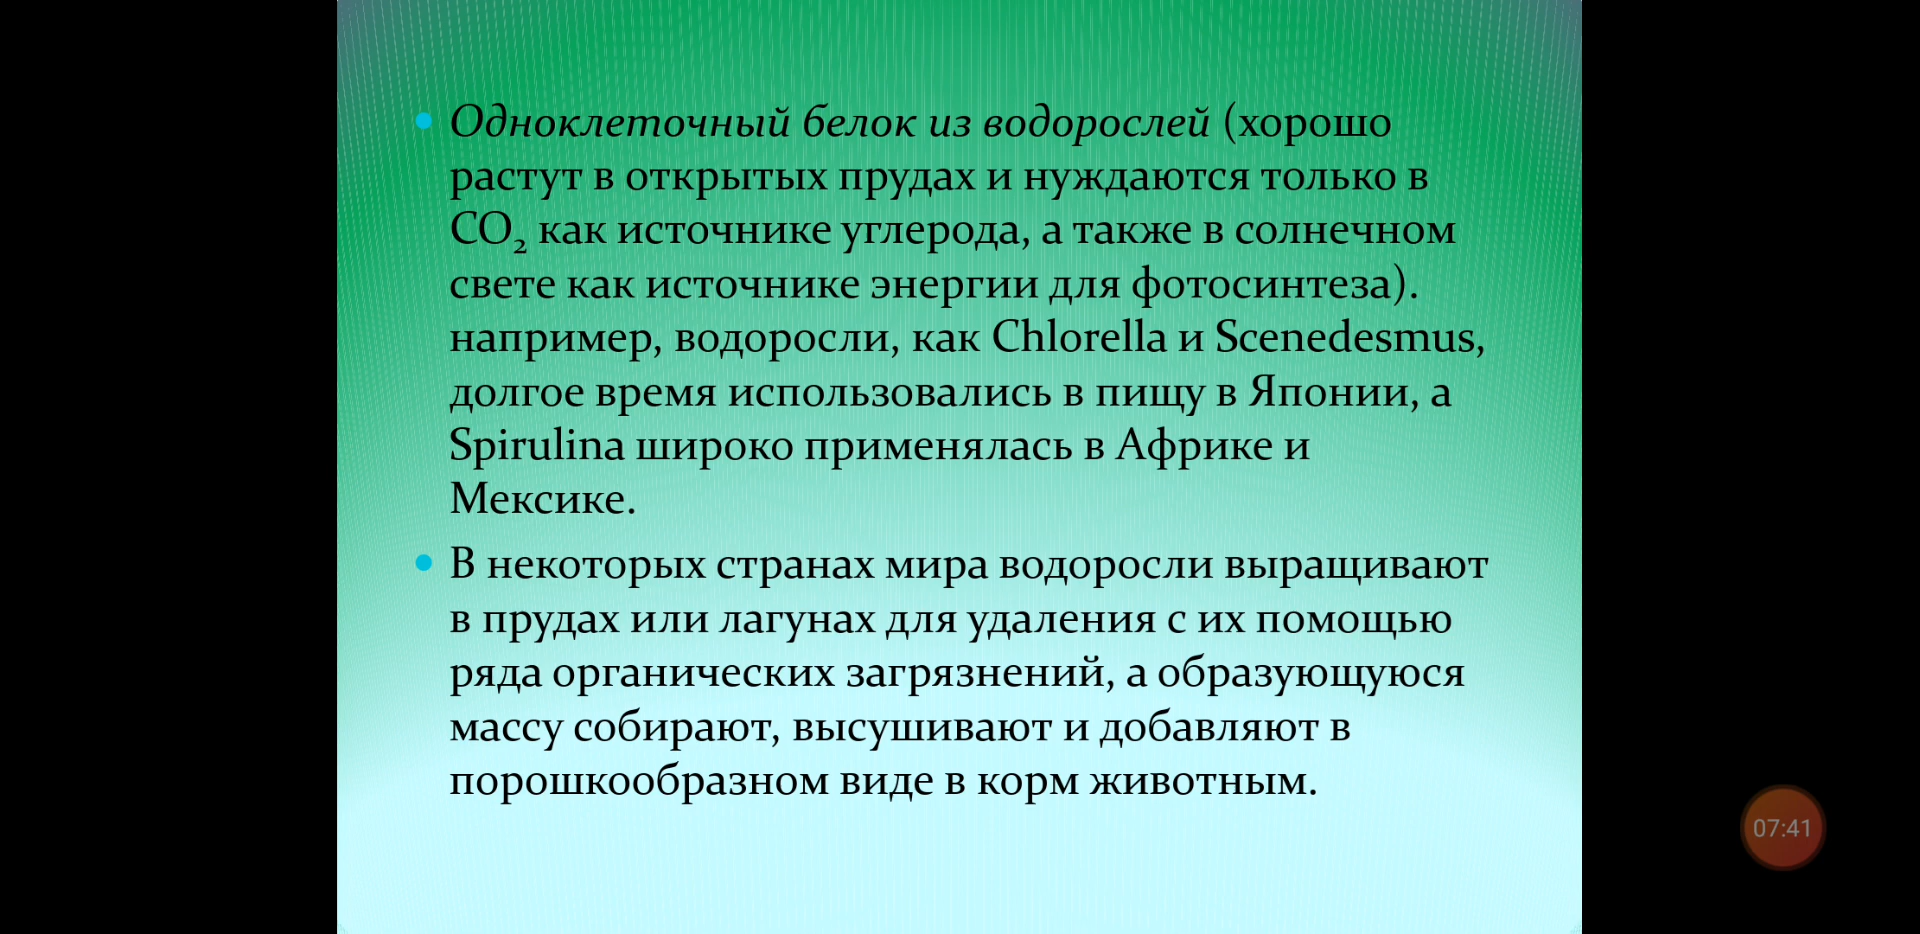 Одноклеточный белок из водорослей (хорошо
растут в открытых прудах и нуждаются только в
CO₂ как источнике углерода, а также в солнечном
свете как источнике энергии для фотосинтеза).
например, водоросли, как Chlorella и Scenedesmus,
долгое время использовались в пищу в Японии, а
Spirulina широко применялась в Африке и
Мексике.
В некоторых странах мира водоросли выращивают
в прудах или лагунах для удаления с их помощью
ряда органических загрязнений, а образующуюся
массу собирают, высушивают и добавляют в
порошкообразном виде в корм животным.
07:41